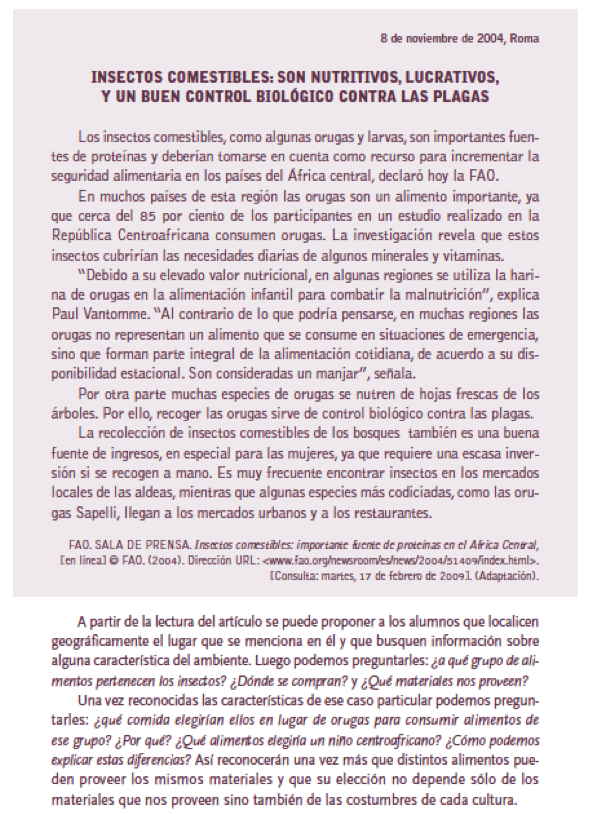 8 de noviembre de 2004, Roma
INSECTOS COMESTIBLES: SON NUTRITIVOS, LUCRATIVOS,
Y UN BUEN CONTROL BIOLÓGICO CONTRA LAS PLAGAS
Los insectos comestibles, como algunas orugas y larvas, son importantes fuen-
tes de proteínas y deberían tomarse en cuenta como recurso para incrementar la
seguridad alimentaria en los países del África central, declaró hoy la FAO.
En muchos países de esta región las orugas son un alimento importante, ya
que cerca del 85 por ciento de los participantes en un estudio realizado en la
República Centroafricana consumen orugas. La investigación revela que estos
insectos cubrirían las necesidades diarias de algunos minerales y vitaminas.
“Debido a su elevado valor nutricional, en algunas regiones se utiliza la hari-
na de orugas en la alimentación infantil para combatir la malnutrición”, explica
Paul Vantomme. “Al contrario de lo que podría pensarse, en muchas regiones las
orugas no representan un alimento que se consume en situaciones de emergencia,
sino que forman parte integral de la alimentación cotidiana, de acuerdo a su dis-
ponibilidad estacional. Son consideradas un manjar”, señala.
Por otra parte muchas especies de orugas se nutren de hojas frescas de los
árboles. Por ello, recoger las orugas sirve de control biológico contra las plagas.
La recolección de insectos comestibles de los bosques también es una buena
fuente de ingresos, en especial para las mujeres, ya que requiere una escasa inver-
sión si se recogen a mano. Es muy frecuente encontrar insectos en los mercados
locales de las aldeas, mientras que algunas especies más codiciadas, como las oru-
gas Sapelli, llegan a los mercados urbanos y a los restaurantes.
FAO. SALA DE PRENSA. Insectos comestibles: importante fuente de proteínas en el Africa Central,
[en línea] © FAO. (2004). Dirección URL: <www.fao.org/newsroom/es/news/2004/51409/index.html>.
[Consulta: martes, 17 de febrero de 2009]. (Adaptación).
A partir de la lectura del artículo se puede proponer a los alumnos que localicen
geográficamente el lugar que se menciona en él y que busquen información sobre
alguna característica del ambiente. Luego podemos preguntarles: ¿a qué grupo de ali-
mentos pertenecen los insectos? ¿Dónde se compran? y ¿Qué materiales nos proveen?
Una vez reconocidas las características de ese caso particular podemos pregun-
tarles: ¿qué comida elegirían ellos en lugar de orugas para consumir alimentos de
ese grupo? ¿Por qué? ¿Qué alimentos elegiría un niño centroafricano? ¿Cómo podemos
explicar estas diferencias? Así reconocerán una vez más que distintos alimentos pue-
den proveer los mismos materiales y que su elección no depende sólo de los
materiales que nos proveen sino también de las costumbres de cada cultura.